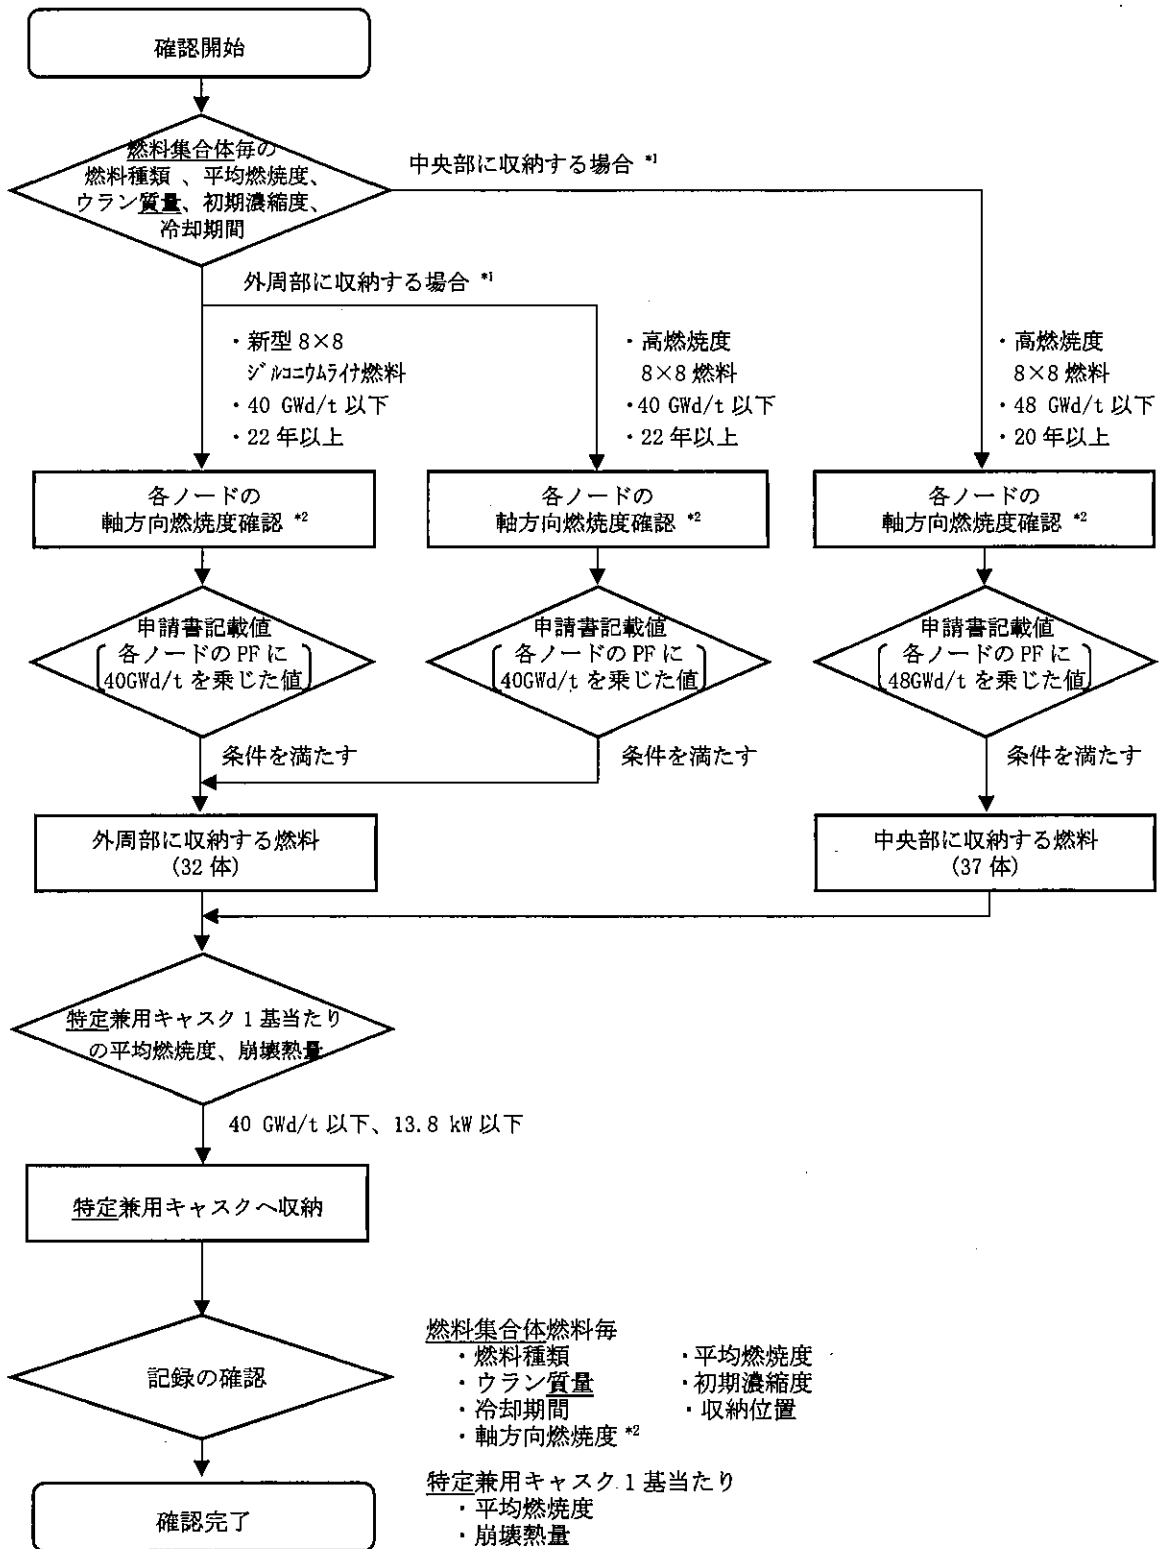 確認開始
燃料集合体毎の
燃料種類 、平均燃焼度、
ウラン質量、初期濃縮度、
冷却期間
中央部に収納する場合 *1
外周部に収納する場合 *1
・新型 8×8
ジルコニウムライナ燃料
・40 GWd/t 以下
・22 年以上
・高燃焼度
8×8 燃料
・40 GWd/t 以下
・22 年以上
・高燃焼度
8×8 燃料
・48 GWd/t 以下
・20 年以上
各ノードの
軸方向燃焼度確認 *2
各ノードの
軸方向燃焼度確認 *2
各ノードの
軸方向燃焼度確認 *2
申請書記載値
各ノードの PF に
40GWd/t を乗じた値
申請書記載値
各ノードの PF に
40GWd/t を乗じた値
申請書記載値
各ノードの PF に
48GWd/t を乗じた値
条件を満たす
条件を満たす
条件を満たす
外周部に収納する燃料
(32 体)
中央部に収納する燃料
(37 体)
特定兼用キャスク 1 基当たり
の平均燃焼度、崩壊熱量
40 GWd/t 以下、13.8 kW 以下
特定兼用キャスクへ収納
記録の確認
燃料集合体燃料毎
・燃料種類 ・平均燃焼度
・ウラン質量 ・初期濃縮度
・冷却期間 ・収納位置
・軸方向燃焼度 *2
特定兼用キャスク 1 基当たり
・平均燃焼度
・崩壊熱量
確認完了